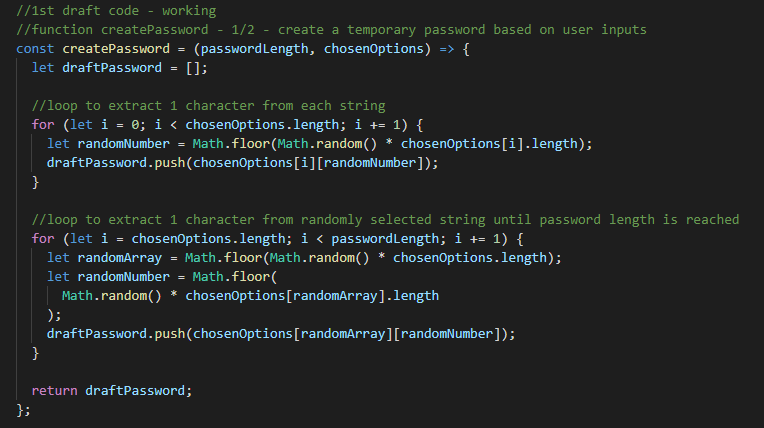 //1st draft code - working
//function createPassword - 1/2 - create a temporary password based on user inputs
const createPassword = (passwordLength, chosenOptions) => {
  let draftPassword = [];

  //loop to extract 1 character from each string
  for (let i = 0; i < chosenOptions.length; i += 1) {
    let randomNumber = Math.floor(Math.random() * chosenOptions[i].length);
    draftPassword.push(chosenOptions[i][randomNumber]);
  }

  //loop to extract 1 character from randomly selected string until password length is reached
  for (let i = chosenOptions.length; i < passwordLength; i += 1) {
    let randomArray = Math.floor(Math.random() * chosenOptions.length);
    let randomNumber = Math.floor(
      Math.random() * chosenOptions[randomArray].length
    );
    draftPassword.push(chosenOptions[randomArray][randomNumber]);
  }

  return draftPassword;
};